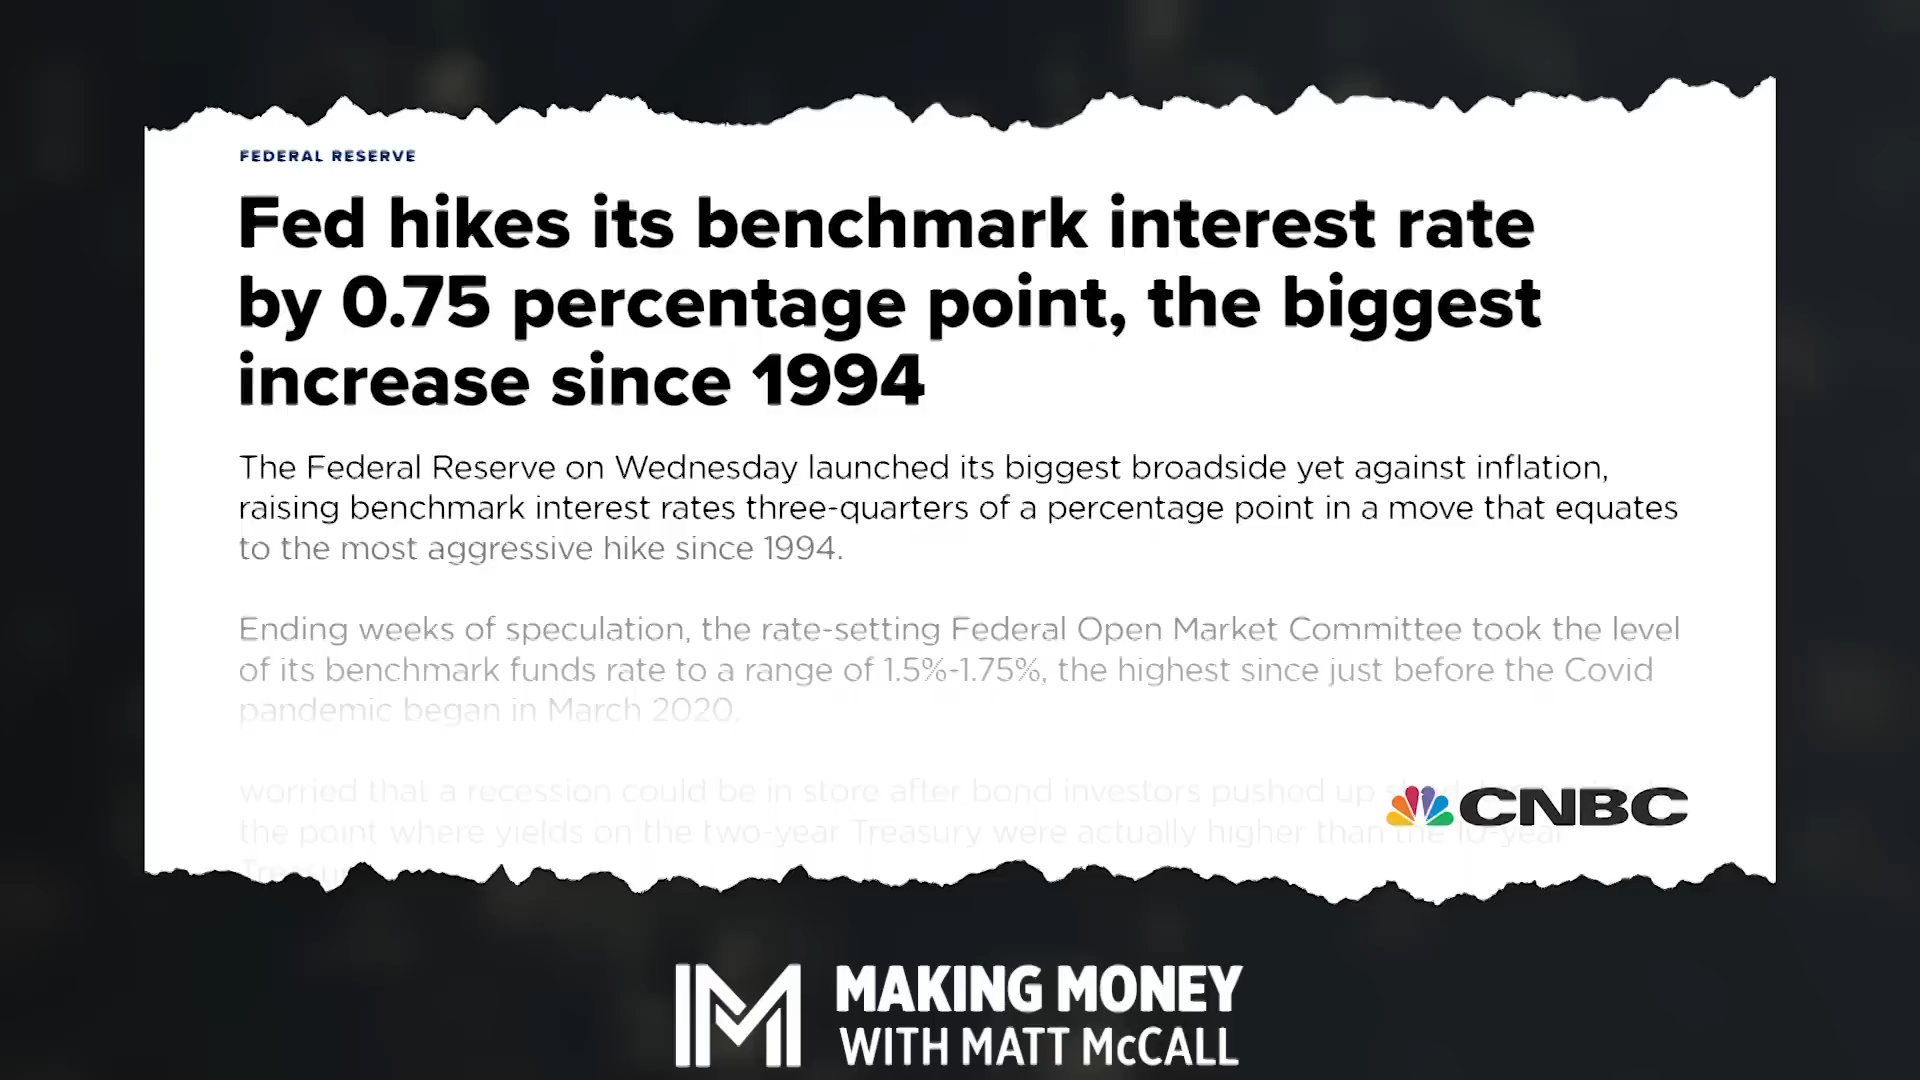 FEDERAL RESERVE
Fed hikes its benchmark interest rate
by 0.75 percentage point, the biggest
increase since 1994
The Federal Reserve on Wednesday launched its biggest broadside yet against inflation,
raising benchmark interest rates three-quarters of a percentage point in a move that equates
to the most aggressive hike since 1994.
Ending weeks of speculation, the rate-setting Federal Open Market Committee took the level
of its benchmark funds rate to a range of 1.5%-1.75%, the highest since just before the Covid
pandemic began in March 2020.
worried that a recession could be in store after bond investors pushed up
the point where yields on the two-year Treasury were actually higher than the 10-year
CNBC
MAKING MONEY
WITH MATT McCALL